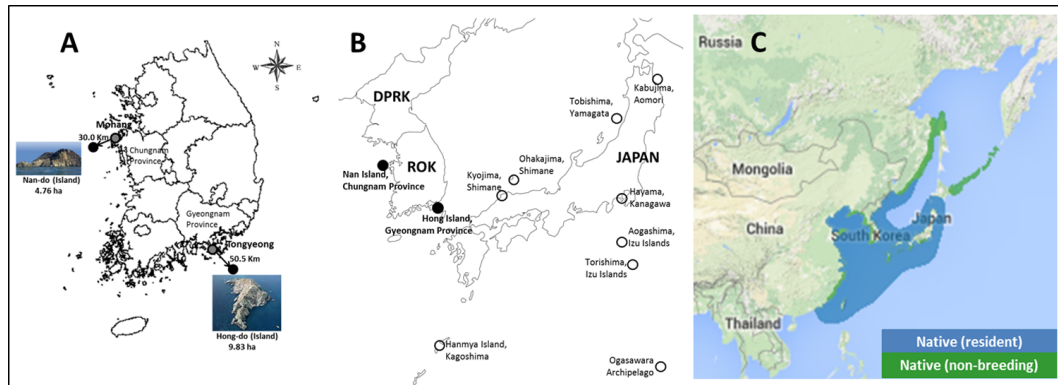 A
N
W
E
S
Mohang
30.0 Km
Chungnam
Province
Nan-do (Island)
4.76 ha
Gyeongnam
Province
Tongyeong
50.5 Km
Hong-do (Island)
9.83 ha
B
DPRK
ROK
JAPAN
Kabujima,
Aomori
Tobishima,
Yamagata
Ohakajima,
Shimane
Kyojima,
Shimane
Nan Island,
Chungnam Province
Hong Island,
Gyeongnam Province
Hayama,
Kanagawa
Aogashima,
Izu Islands
Torishima,
Izu Islands
Hanmya Island,
Kagoshima
Ogasawara
Archipelago
C
Russia
Mongolia
China
Japan
South Korea
Thailand
Native (resident)
Native (non-breeding)